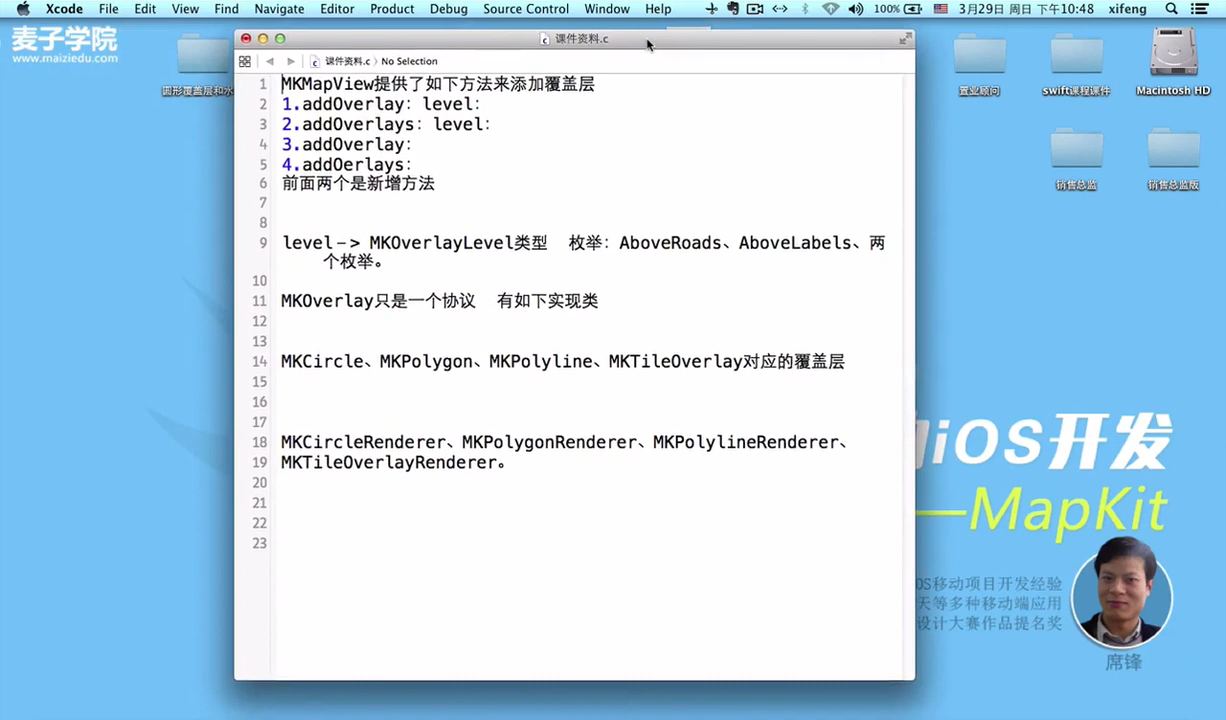 Xcode File Edit View Find Navigate Editor Product Debug Source Control Window Help 100% 3月29日 周日 下午10:48 xifeng
麦子学院
www.maiziedu.com
课件资料.c
课件资料.c 〉No Selection
圆形覆盖层和水
置业顾问
swift课程课件
Macintosh HD
销售总监
销售总监版
1 MKMapView提供了如下方法来添加覆盖层
2 1.addOverlay: level:
3 2.addOverlays: level:
4 3.addOverlay:
5 4.addOerlays:
6 前面两个是新增方法
7
8
9 level-> MKOverlayLevel类型 枚举: AboveRoads、AboveLabels、两
个枚举。
10
11 MKOverlay只是一个协议 有如下实现类
12
13
14 MKCircle、MKPolygon、MKPolyline、MKTileOverlay对应的覆盖层
15
16
17
18 MKCircleRenderer、MKPolygonRenderer、MKPolylineRenderer、
19 MKTileOverlayRenderer。
20
21
22
23
iOS开发
—MapKit
OS移动项目开发经验
天等多种移动端应用
设计大赛作品提名奖
席锋